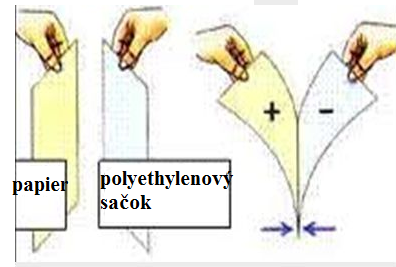 papier
polyethylenový
sačok
+ -